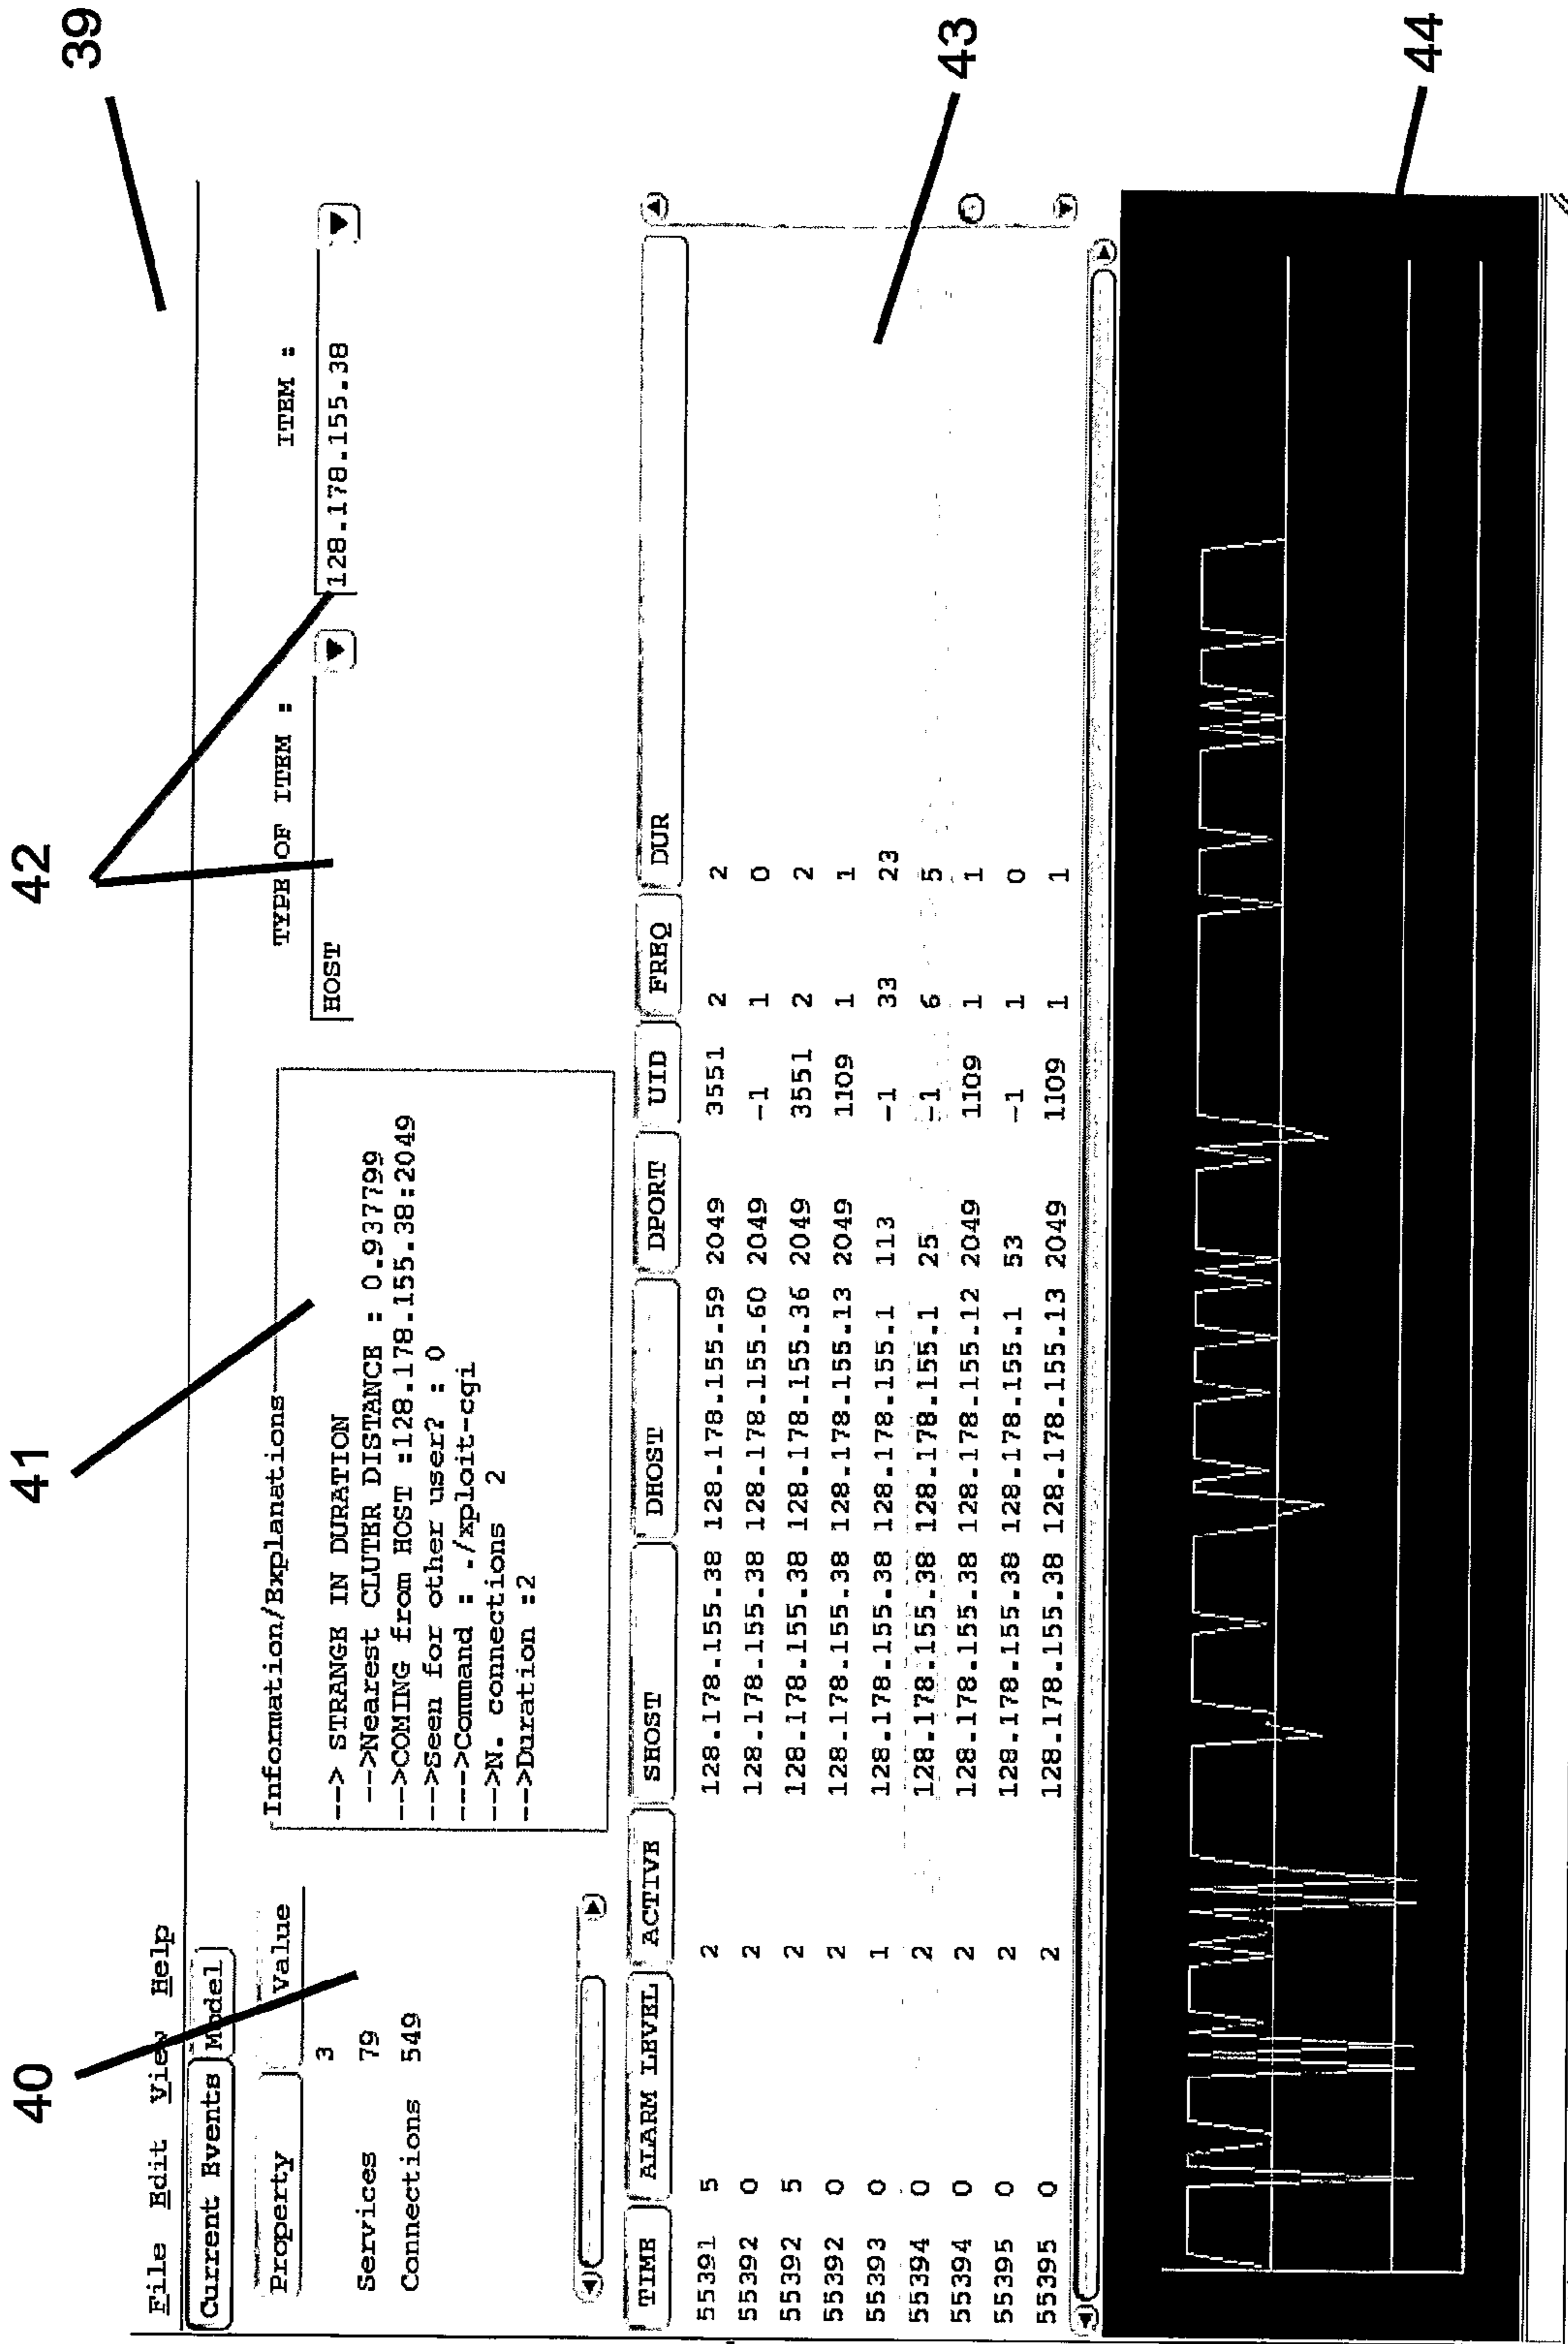 39
40
41
42
File Edit View Help
Current Events Model
Property Value
3
Services 79
Connections 549
Information/Explanations
--> STRANGE IN DURATION
-->Nearest CLUTER DISTANCE : 0.937799
-->COMING from HOST :128.178.155.38:2049
-->Seen for other user? : 0
--->Command : ./xploit-cgi
-->N. connections 2
-->Duration :2
TYPE OF ITEM : ITEM :
HOST 128.178.155.38
TIME ALARM LEVEL ACTIVE SHOST DHOST DPORT UID FREQ DUR
55391 5 2 128.178.155.38 128.178.155.59 2049 3551 2 2
55392 0 2 128.178.155.38 128.178.155.60 2049 -1 1 0
55392 5 2 128.178.155.38 128.178.155.36 2049 3551 2 2
55392 0 2 128.178.155.38 128.178.155.13 2049 1109 1 1
55393 0 1 128.178.155.38 128.178.155.1 113 -1 33 23
55394 0 2 128.178.155.38 128.178.155.1 25 -1 6 5
55394 0 2 128.178.155.38 128.178.155.12 2049 1109 1 1
55395 0 2 128.178.155.38 128.178.155.1 53 -1 1 0
55395 0 2 128.178.155.38 128.178.155.13 2049 1109 1 1
43
44